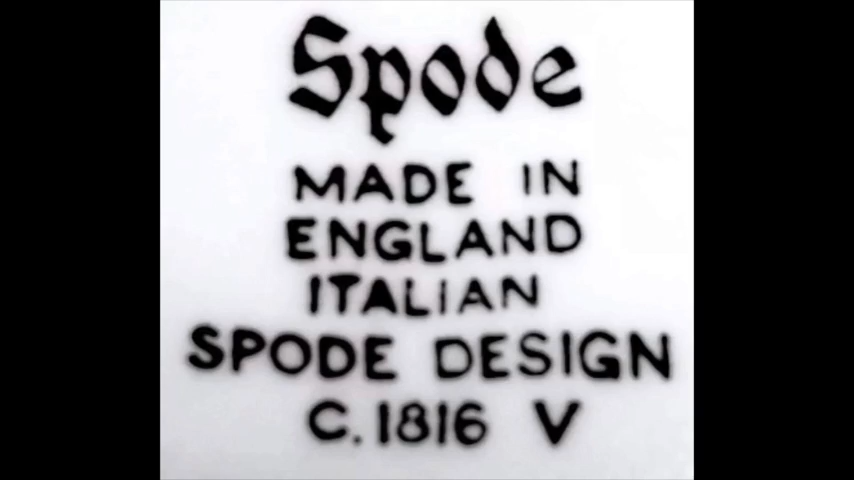 Spode
MADE IN
ENGLAND
ITALIAN
SPODE DESIGN
C. 1816 V